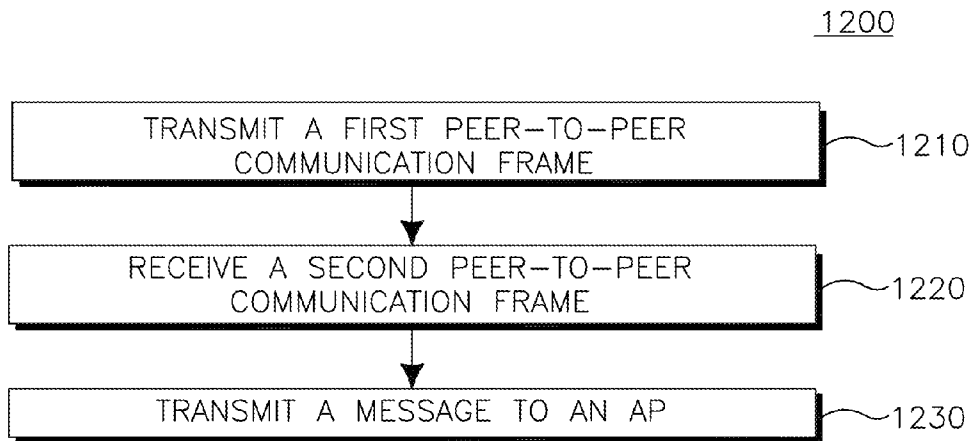 1200
TRANSMIT A FIRST PEER-TO-PEER
COMMUNICATION FRAME
1210
RECEIVE A SECOND PEER-TO-PEER
COMMUNICATION FRAME
1220
TRANSMIT A MESSAGE TO AN AP
1230